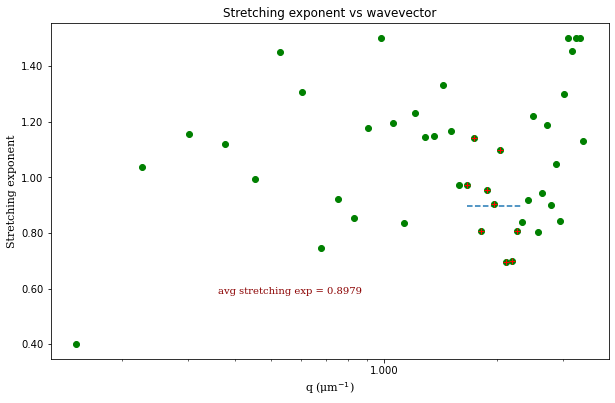 Stretching exponent vs wavevector
Stretching exponent
1.40
1.20
1.00
0.80
0.60
0.40
avg stretching exp = 0.8979
1.000
q (μm⁻¹)